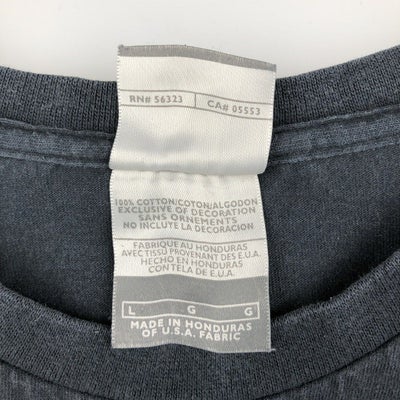 RN# 56323 CA# 05553
100% COTTON/COTON/ALGODON
EXCLUSIVE OF DECORATION
SANS ORNEMENTS
NO INCLUYE LA DECORACION
FABRIQUE AU HONDURAS
AVEC TISSU PROVENANT DES E.U.A.
HECHO EN HONDURAS
CON TELA DE E.U.A.
L G G
MADE IN HONDURAS
OF U.S.A. FABRIC